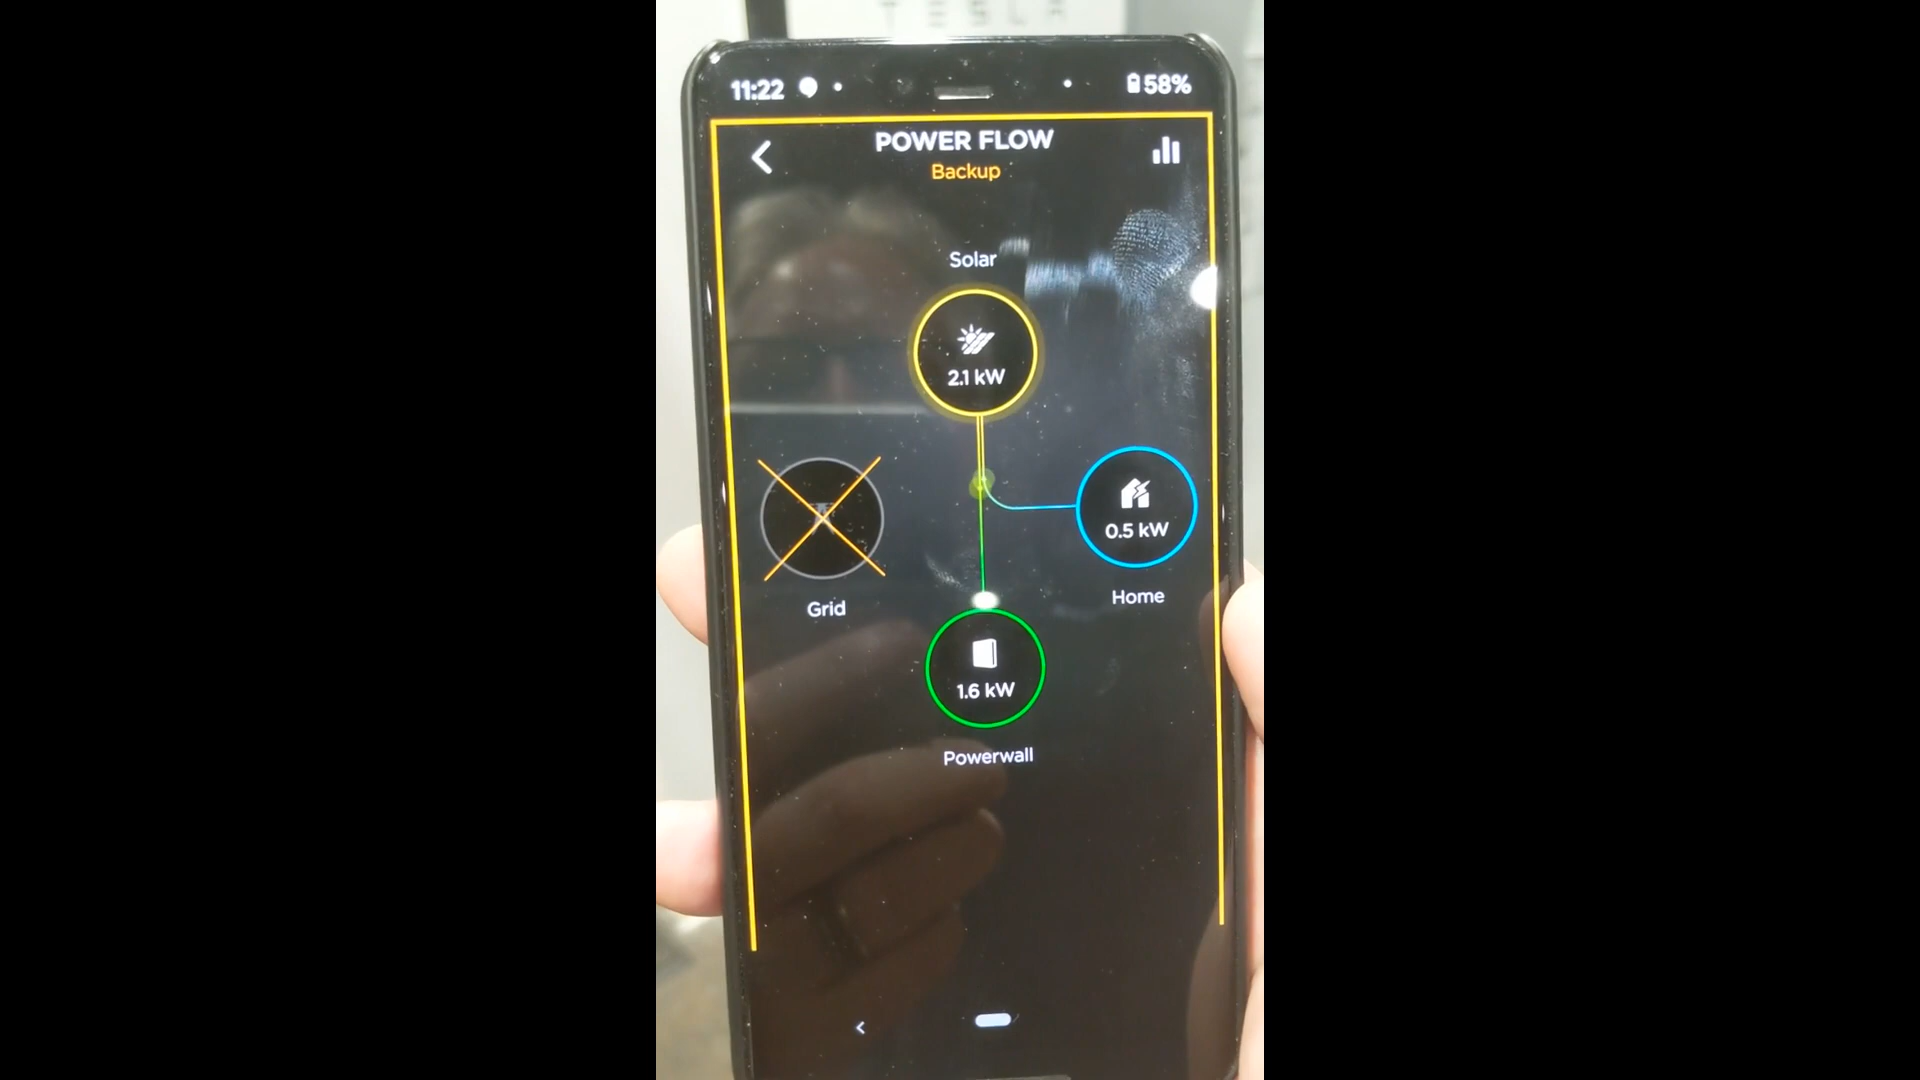 TESLA
11:22
58%
POWER FLOW
Backup
Solar
2.1 kW
0.5 kW
Home
Grid
1.6 kW
Powerwall